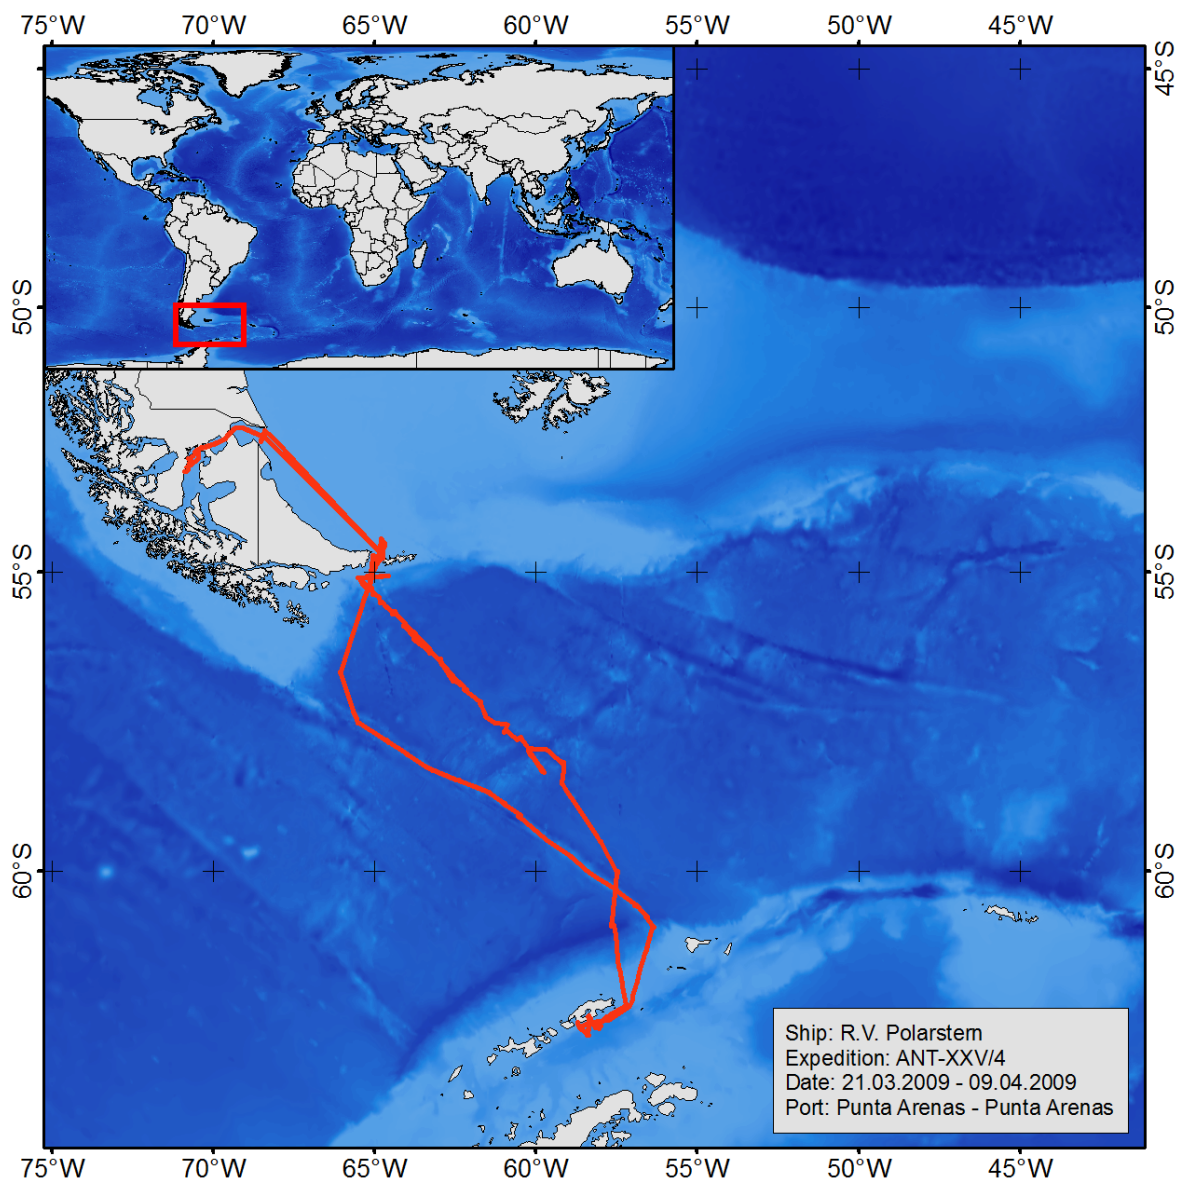 75°W 70°W 65°W 60°W 55°W 50°W 45°W
45°S
50°S 50°S
55°S 55°S
60°S 60°S
Ship: R.V. Polarstern
Expedition: ANT-XXV/4
Date: 21.03.2009 - 09.04.2009
Port: Punta Arenas - Punta Arenas
75°W 70°W 65°W 60°W 55°W 50°W 45°W